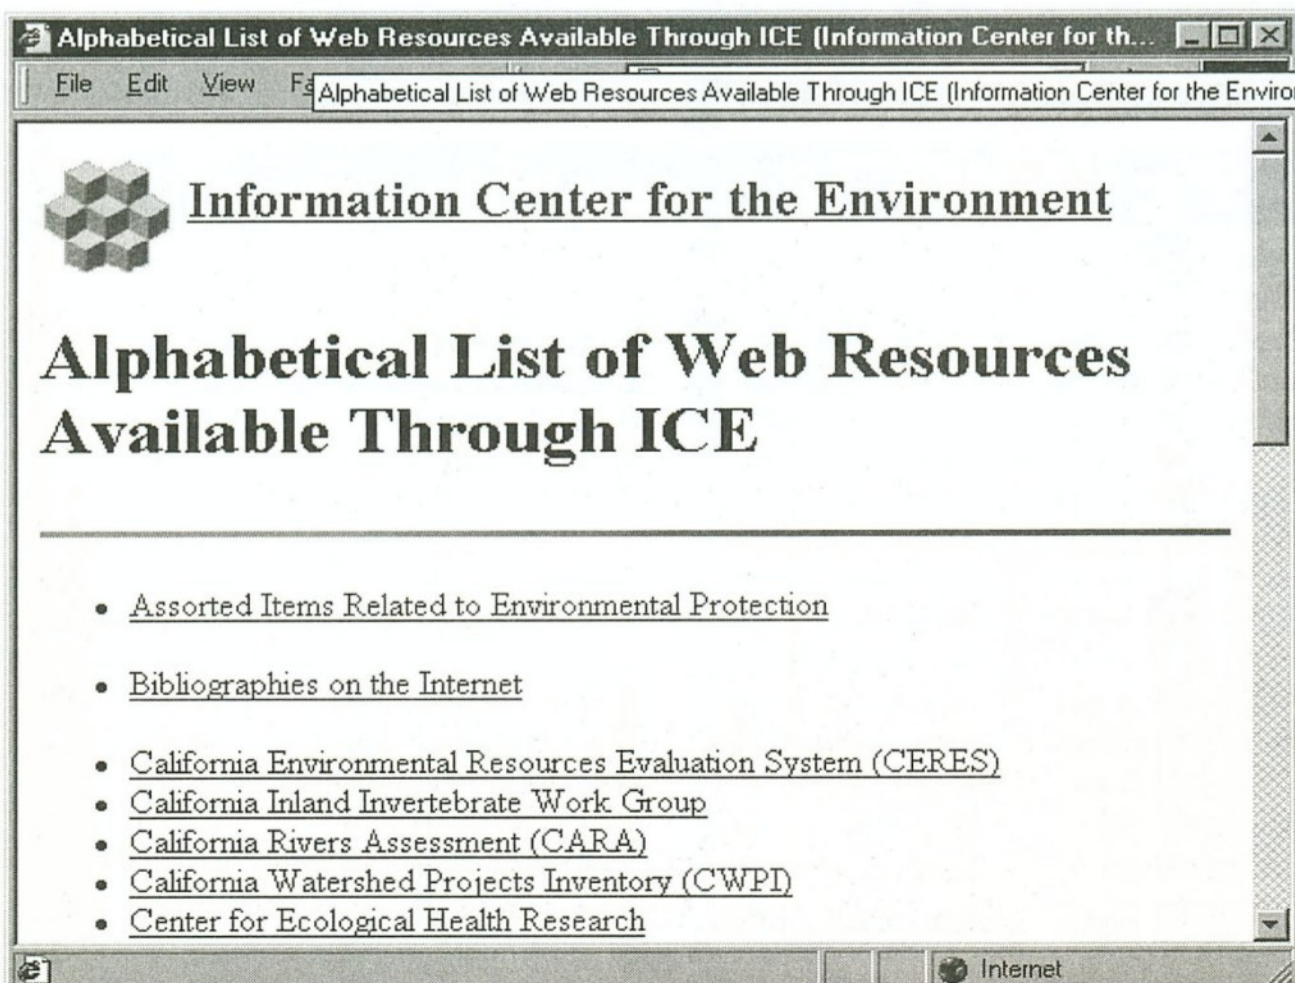 Alphabetical List of Web Resources Available Through ICE (Information Center for th...
File Edit View
Alphabetical List of Web Resources Available Through ICE (Information Center for the Enviro
Information Center for the Environment
Alphabetical List of Web Resources
Available Through ICE
• Assorted Items Related to Environmental Protection
• Bibliographies on the Internet
• California Environmental Resources Evaluation System (CERES)
• California Inland Invertebrate Work Group
• California Rivers Assessment (CARA)
• California Watershed Projects Inventory (CWPI)
• Center for Ecological Health Research
Internet